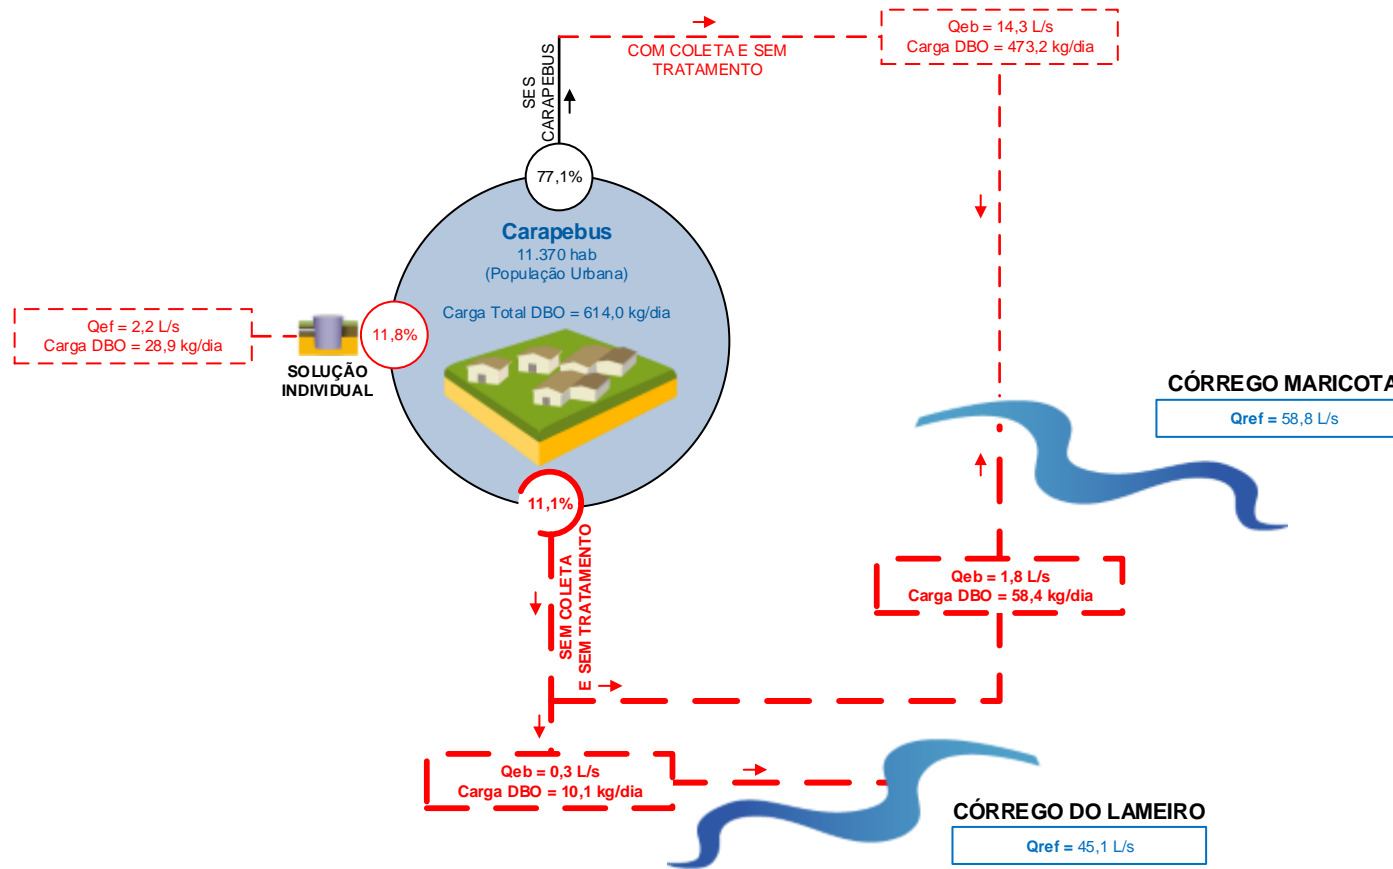 Qeb = 14,3 L/s
Carga DBO = 473,2 kg/dia
COM COLETA E SEM
TRATAMENTO
SES
CARAPEBUS
77,1%
Carapebus
11.370 hab
(População Urbana)
Carga Total DBO = 614,0 kg/dia
Qef = 2,2 L/s
Carga DBO = 28,9 kg/dia
11,8%
SOLUÇÃO
INDIVIDUAL
CÓRREGO MARICOTA
Qref = 58,8 L/s
11,1%
SEM COLETA
E SEM TRATAMENTO
Qeb = 1,8 L/s
Carga DBO = 58,4 kg/dia
Qeb = 0,3 L/s
Carga DBO = 10,1 kg/dia
CÓRREGO DO LAMEIRO
Qref = 45,1 L/s